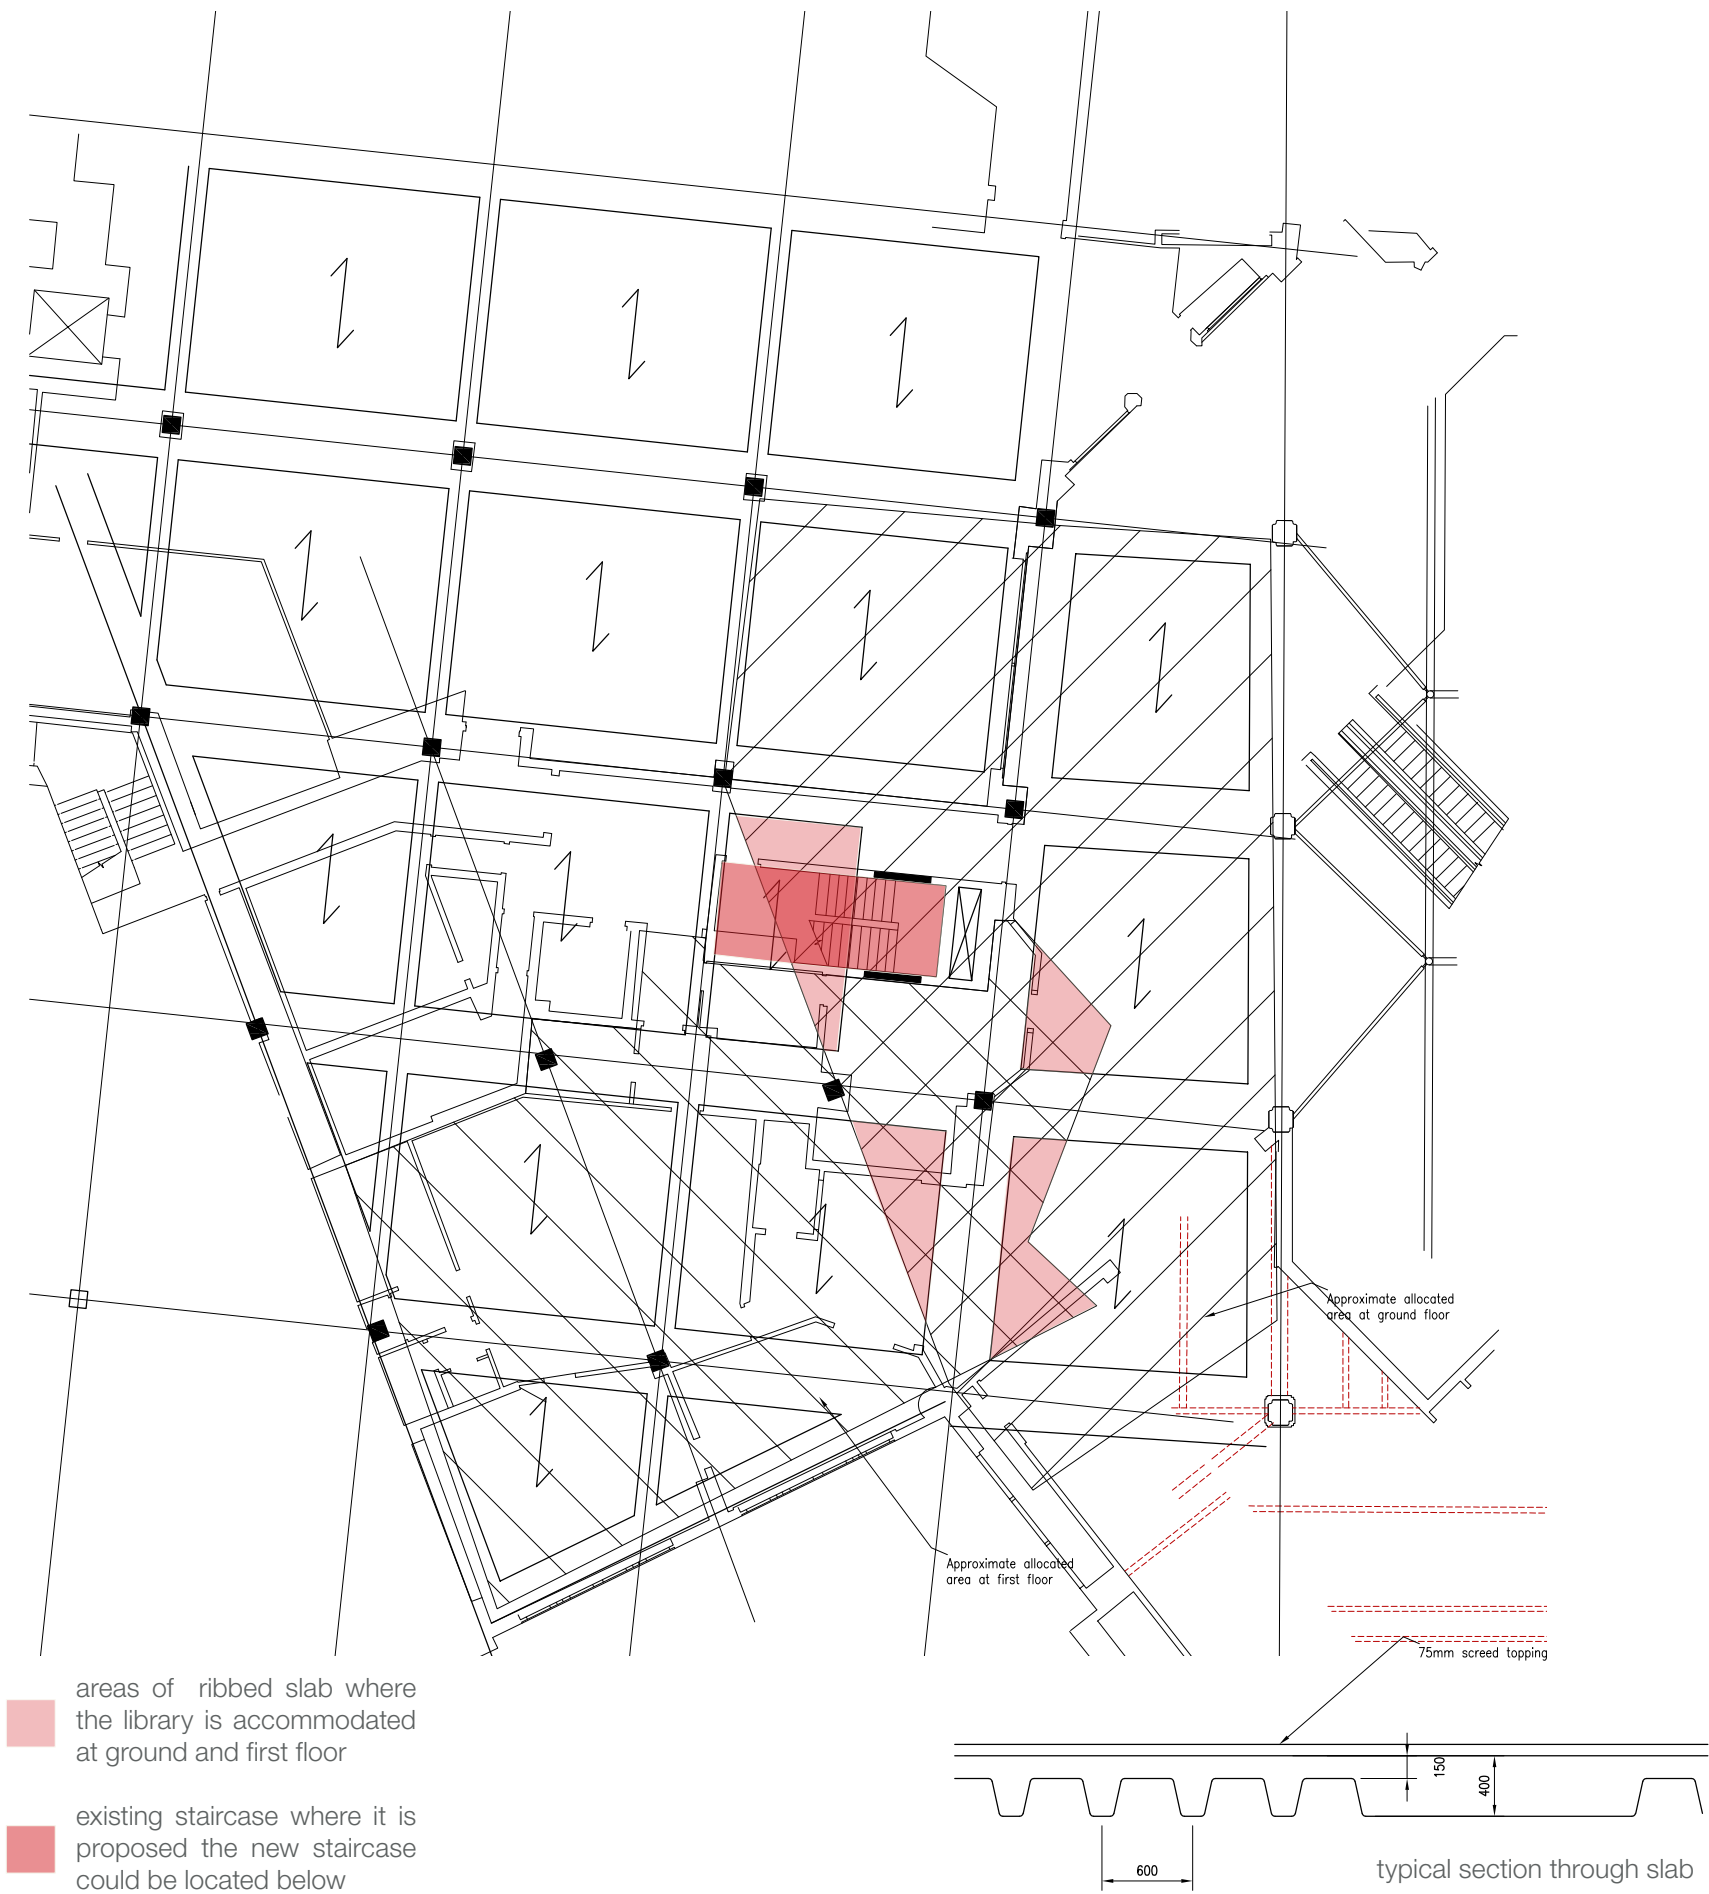 Approximate allocated
area at ground floor
Approximate allocated
area at first floor
75mm screed topping
areas of ribbed slab where
the library is accommodated
at ground and first floor
150
400
existing staircase where it is
proposed the new staircase
could be located below
600
typical section through slab